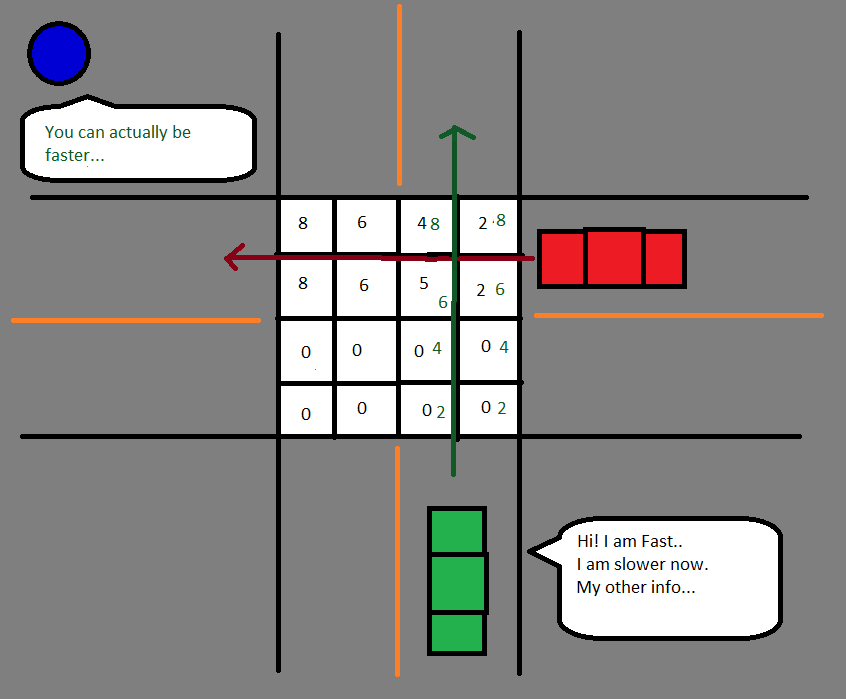 You can actually be
faster...
8 6 4 8 2 8
8 6 5 6 2 6
0 0 0 4 0 4
0 0 0 2 0 2
Hi! I am Fast..
I am slower now.
My other info...